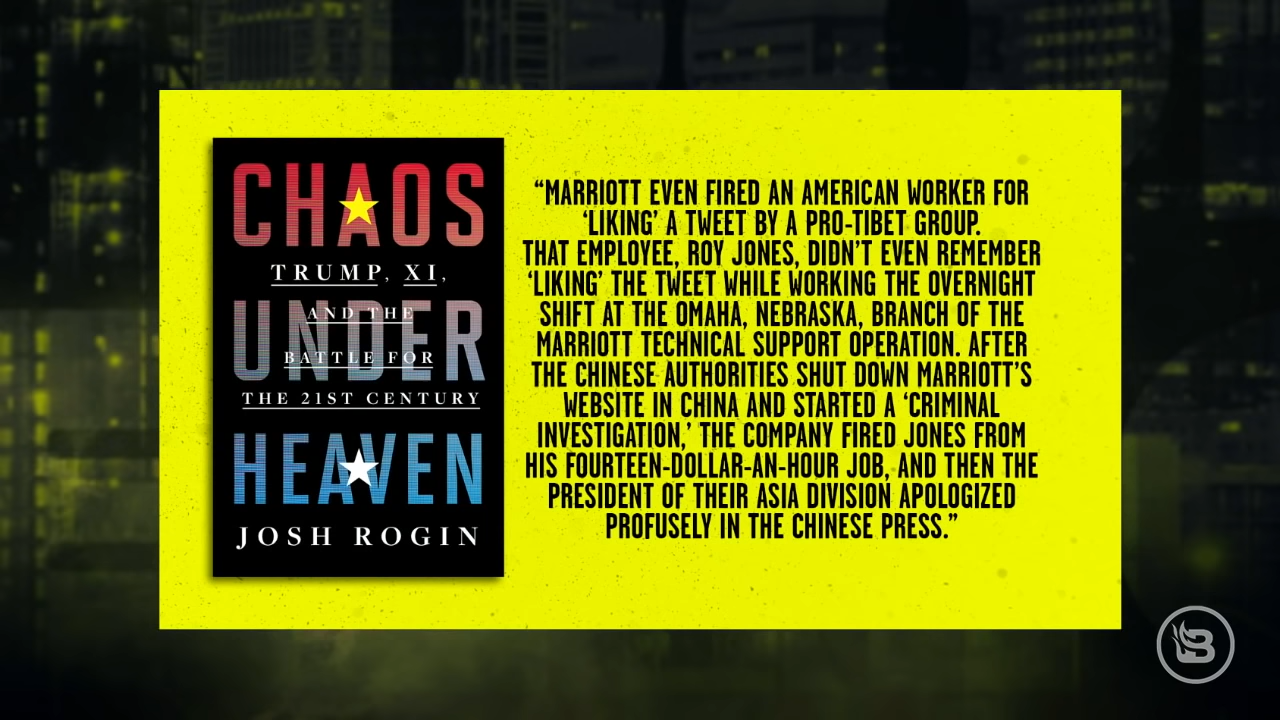 CHAOS
TRUMP, XI,
AND THE
UNDER
BATTLE FOR
THE 21ST CENTURY
HEAVEN
JOSH ROGIN
“MARRIOTT EVEN FIRED AN AMERICAN WORKER FOR
‘LIKING’ A TWEET BY A PRO-TIBET GROUP.
THAT EMPLOYEE, ROY JONES, DIDN’T EVEN REMEMBER
‘LIKING’ THE TWEET WHILE WORKING THE OVERNIGHT
SHIFT AT THE OMAHA, NEBRASKA, BRANCH OF THE
MARRIOTT TECHNICAL SUPPORT OPERATION. AFTER
THE CHINESE AUTHORITIES SHUT DOWN MARRIOTT’S
WEBSITE IN CHINA AND STARTED A ‘CRIMINAL
INVESTIGATION,’ THE COMPANY FIRED JONES FROM
HIS FOURTEEN-DOLLAR-AN-HOUR JOB, AND THEN THE
PRESIDENT OF THEIR ASIA DIVISION APOLOGIZED
PROFUSELY IN THE CHINESE PRESS.”
B